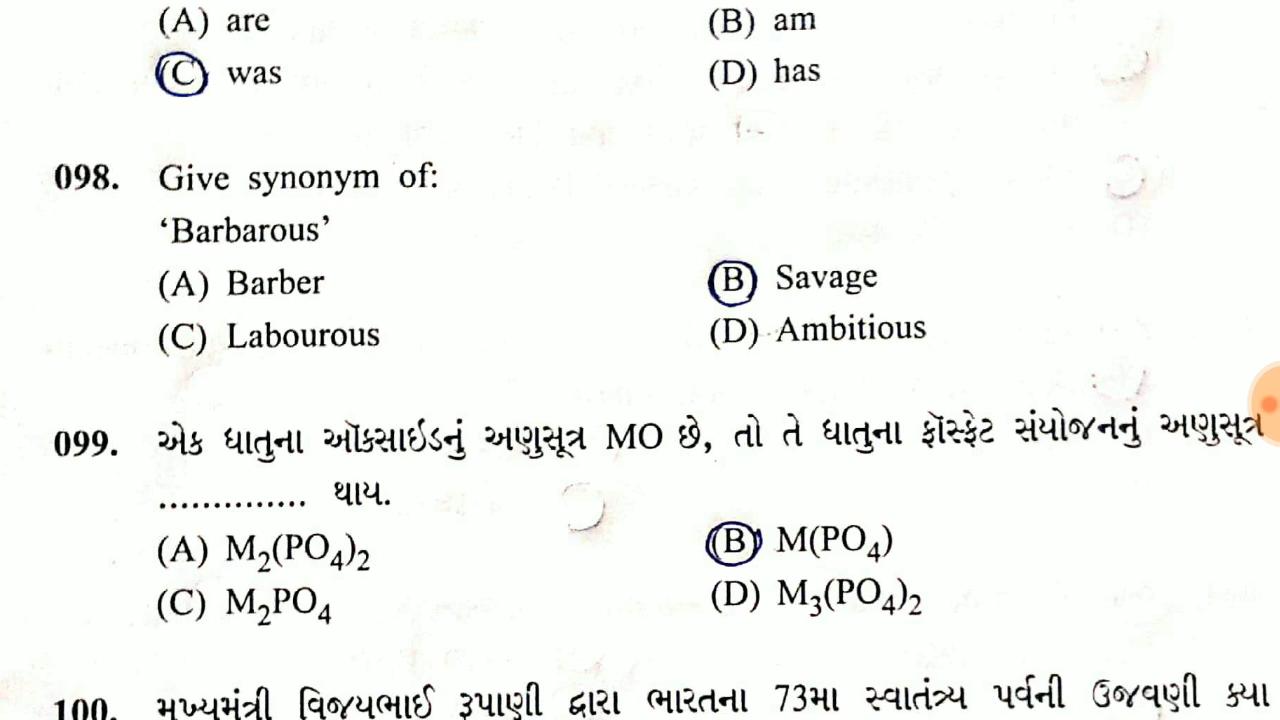 (A) are (B) am
(C) was (D) has
098. Give synonym of:
‘Barbarous’
(A) Barber (B) Savage
(C) Labourous (D) Ambitious
099. એક ધાતુના ઑક્સાઇડનું અણુસૂત્ર MO છે, તો તે ધાતુના ફૉસ્ફેટ સંયોજનનું અણુસૂત્ર
.............. થાય.
(A) M₂(PO₄)₂ (B) M(PO₄)
(C) M₂PO₄ (D) M₃(PO₄)₂
100. મુખ્યમંત્રી વિજયભાઈ રૂપાણી દ્વારા ભારતના 73મા સ્વાતંત્ર્ય પર્વની ઉજવણી ક્યા